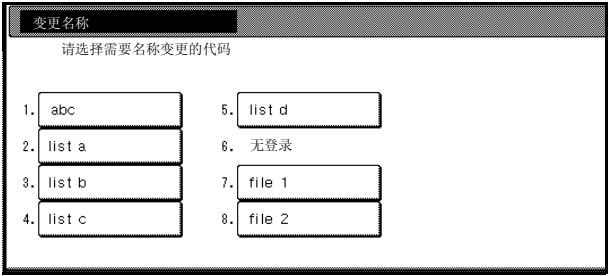 变更名称
请选择需要名称变更的代码
1. abc
2. list a
3. list b
4. list c
5. list d
6. 无登录
7. file 1
8. file 2